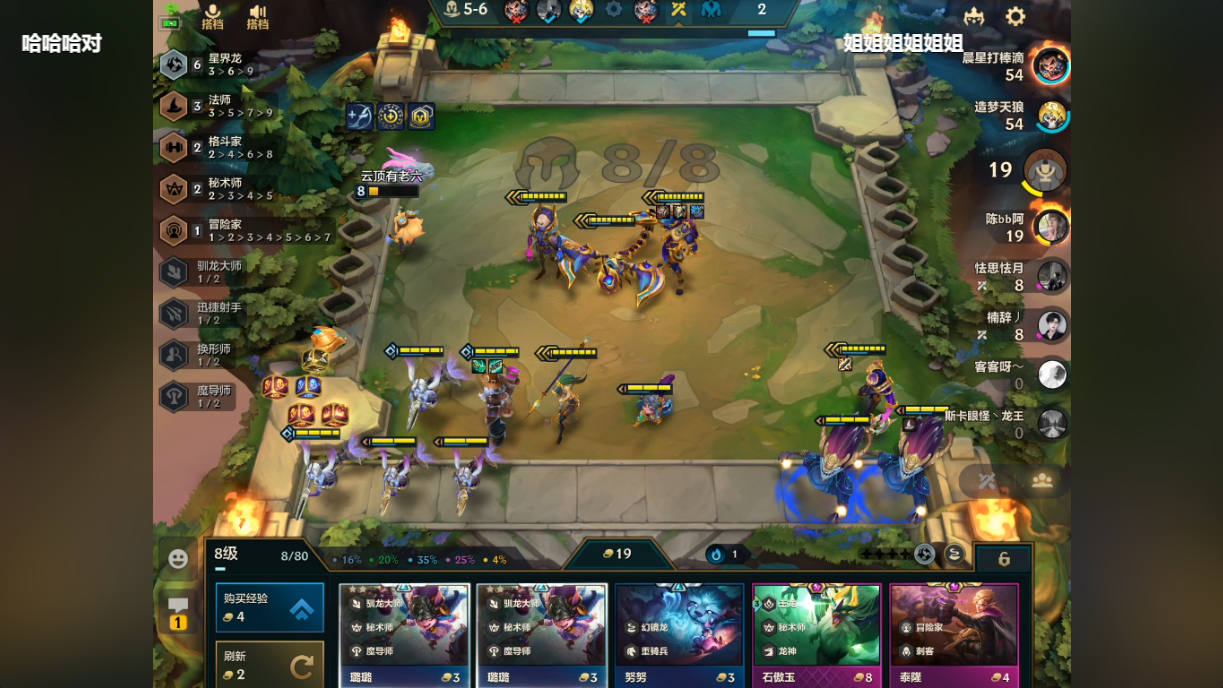 哈哈哈对
姐姐姐姐姐姐
搭档
搭档
5-6
2
6 星界龙
3 > 6 > 9
3 法师
3 > 5 > 7 > 9
2 格斗家
2 > 4 > 6 > 8
2 秘术师
2 > 3 > 4 > 5
1 冒险家
1 > 2 > 3 > 4 > 5 > 6 > 7
驯龙大师
1 / 2
迅捷射手
1 / 2
换形师
1 / 2
魔导师
1 / 2
云顶有老六
8
8/8
晨星打棒滴
54
造梦天狼
54
19
陈bb阿
19
怯思怯月
8
楠辞丿
8
客客呀～
0
斯卡眼怪丶龙王
0
8级
8/80
16% 20% 35% 25% 4%
19
1
6
购买经验
4
刷新
2
1
驯龙大师
秘术师
魔导师
璐璐 3
驯龙大师
秘术师
魔导师
璐璐 3
幻镜龙
重骑兵
努努 3
3 玉龙
秘术师
龙神
石傲玉 8
冒险家
刺客
泰隆 4